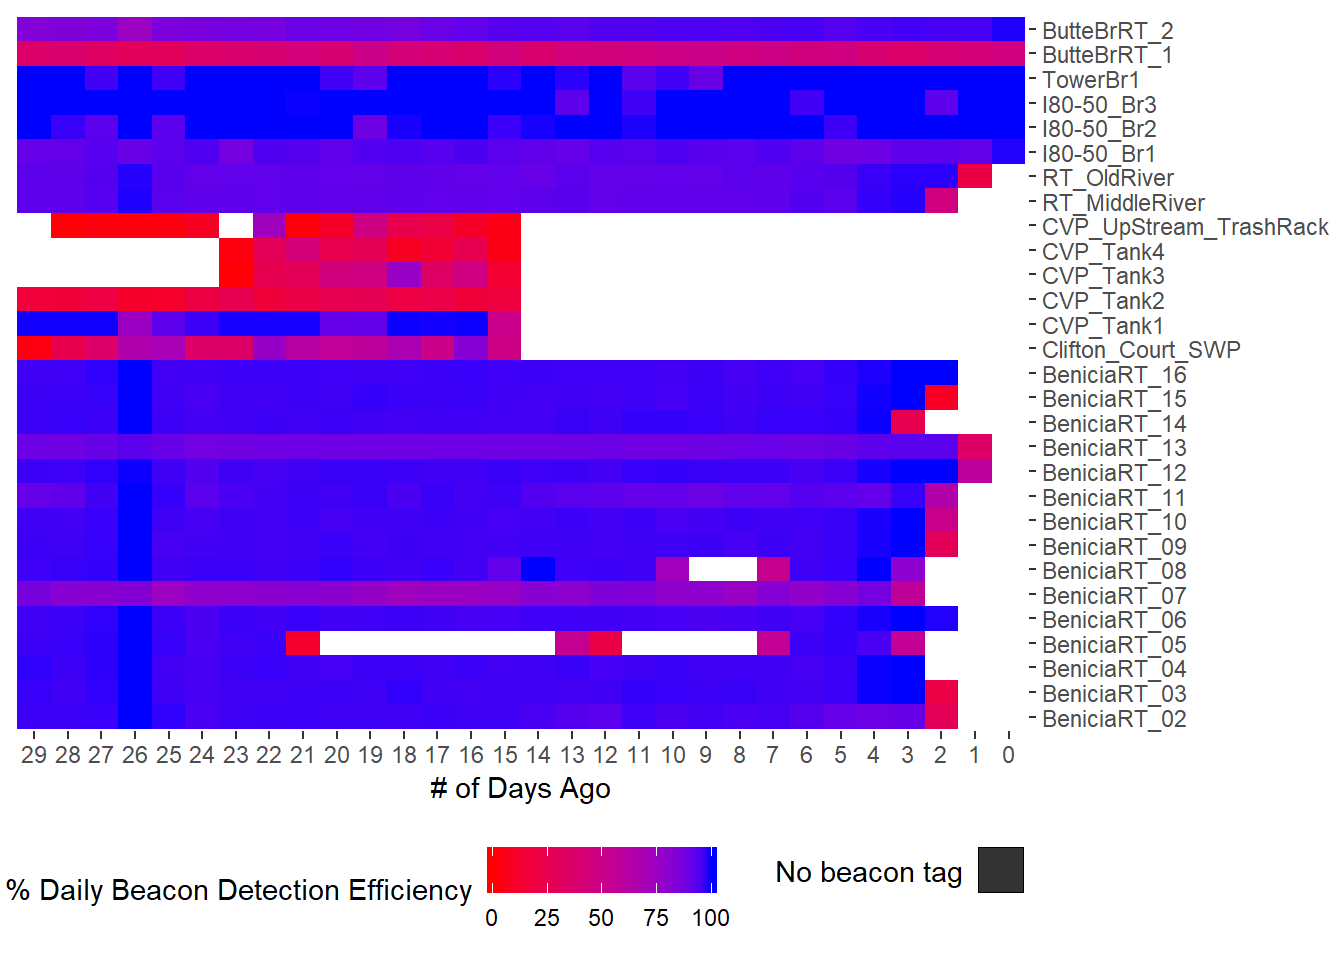 ButteBrRT_2
ButteBrRT_1
TowerBr1
I80-50_Br3
I80-50_Br2
I80-50_Br1
RT_OldRiver
RT_MiddleRiver
CVP_UpStream_TrashRack
CVP_Tank4
CVP_Tank3
CVP_Tank2
CVP_Tank1
Clifton_Court_SWP
BeniciaRT_16
BeniciaRT_15
BeniciaRT_14
BeniciaRT_13
BeniciaRT_12
BeniciaRT_11
BeniciaRT_10
BeniciaRT_09
BeniciaRT_08
BeniciaRT_07
BeniciaRT_06
BeniciaRT_05
BeniciaRT_04
BeniciaRT_03
BeniciaRT_02
29 28 27 26 25 24 23 22 21 20 19 18 17 16 15 14 13 12 11 10 9 8 7 6 5 4 3 2 1 0
# of Days Ago
% Daily Beacon Detection Efficiency
0 25 50 75 100
No beacon tag